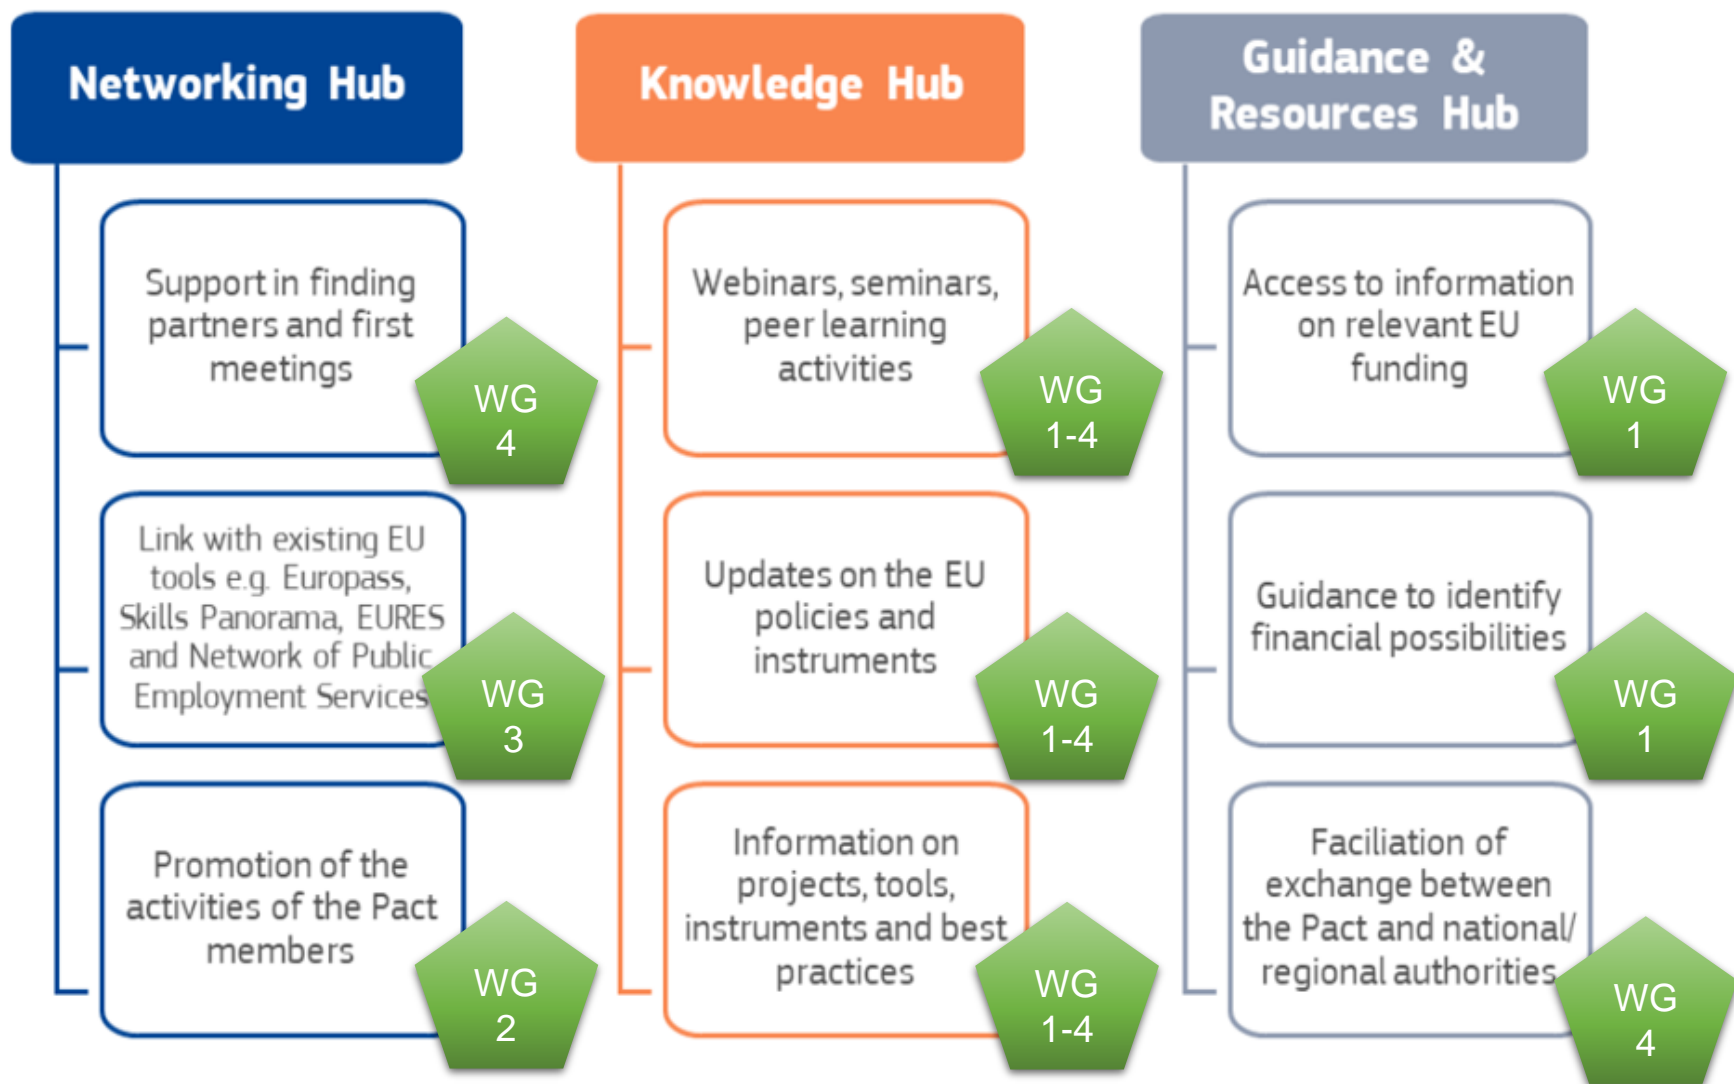 Networking Hub
Support in finding
partners and first
meetings
WG
4
Link with existing EU
tools e.g. Europass,
Skills Panorama, EURES
and Network of Public
Employment Services
WG
3
Promotion of the
activities of the Pact
members
WG
2
Knowledge Hub
Webinars, seminars,
peer learning
activities
WG
1-4
Updates on the EU
policies and
instruments
WG
1-4
Information on
projects, tools,
instruments and best
practices
WG
1-4
Guidance &
Resources Hub
Access to information
on relevant EU
funding
WG
1
Guidance to identify
financial possibilities
WG
1
Faciliation of
exchange between
the Pact and national/
regional authorities
WG
4